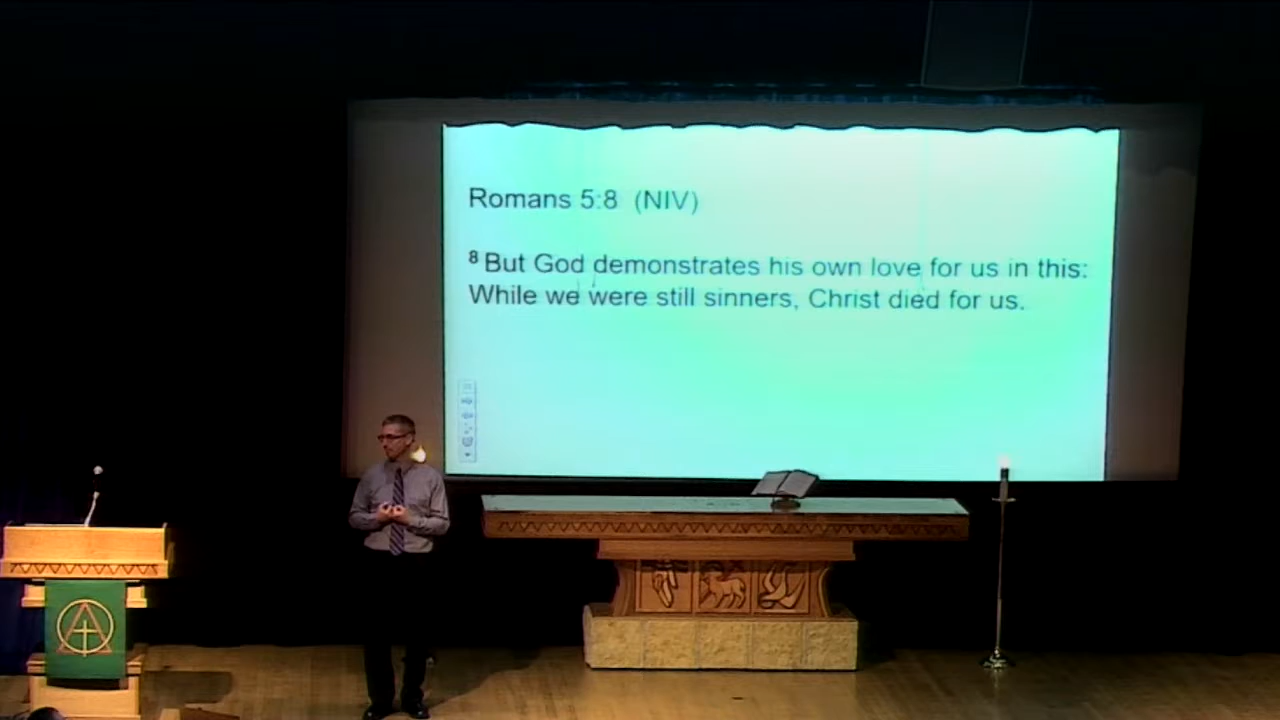 Romans 5:8 (NIV)
8 But God demonstrates his own love for us in this:
While we were still sinners, Christ died for us.